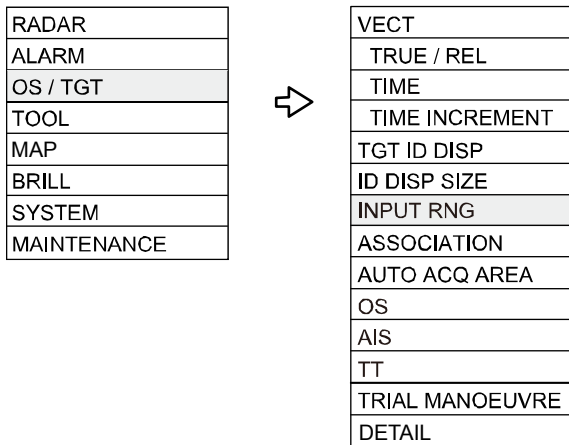 RADAR
ALARM
OS / TGT
TOOL
MAP
BRILL
SYSTEM
MAINTENANCE
VECT
TRUE / REL
TIME
TIME INCREMENT
TGT ID DISP
ID DISP SIZE
INPUT RNG
ASSOCIATION
AUTO ACQ AREA
OS
AIS
TT
TRIAL MANOEUVRE
DETAIL